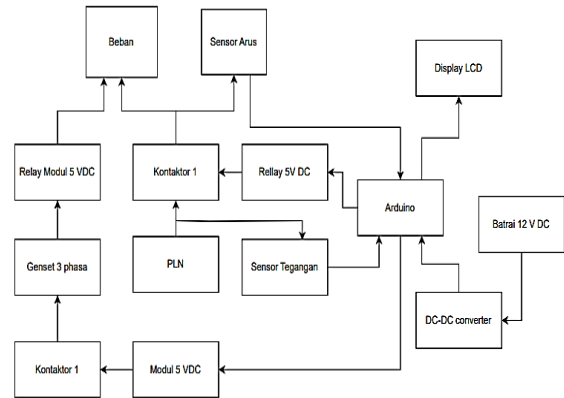 Beban
Sensor Arus
Display LCD
Relay Modul 5 VDC
Kontaktor 1
Rellay 5V DC
Arduino
Batrai 12 V DC
Genset 3 phasa
PLN
Sensor Tegangan
DC-DC converter
Kontaktor 1
Modul 5 VDC